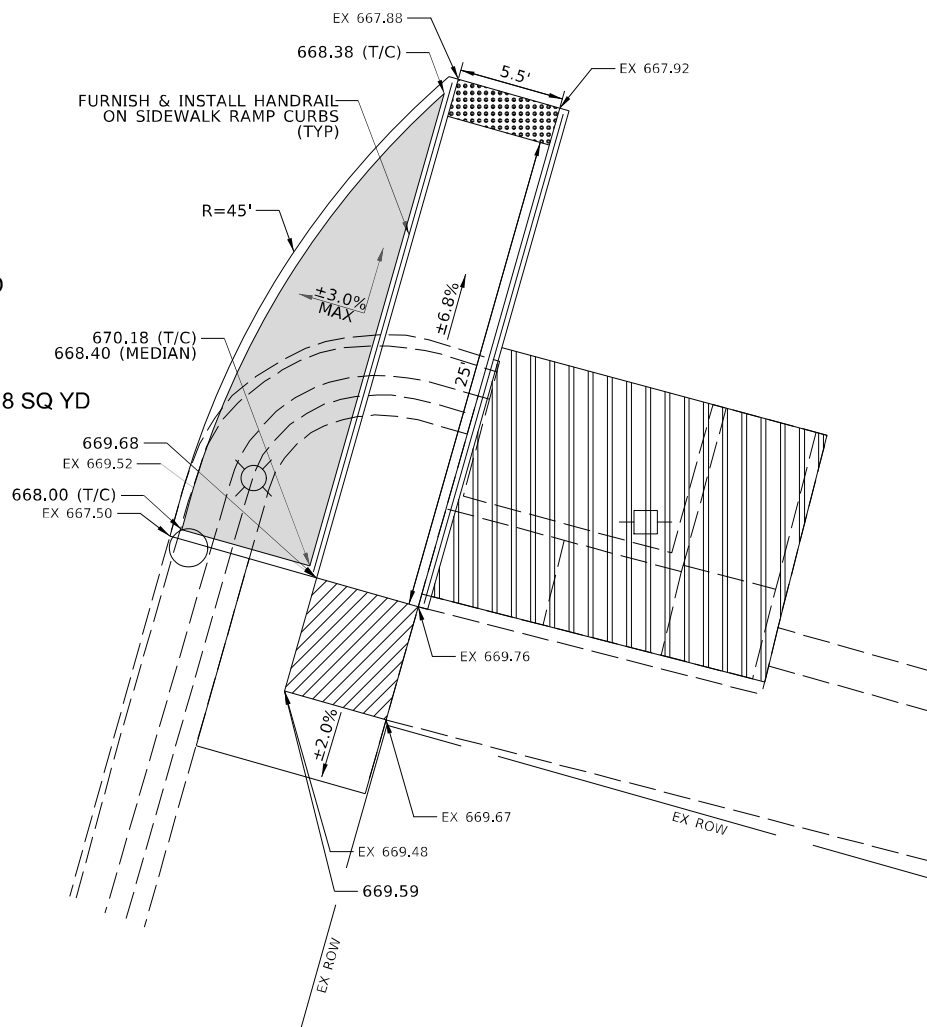 EX 667.88
668.38 (T/C)
5.5'
EX 667.92
FURNISH & INSTALL HANDRAIL
ON SIDEWALK RAMP CURBS
(TYP)
R=45'
±3.0%
MAX
±6.8%
25'
670.18 (T/C)
668.40 (MEDIAN)
8 SQ YD
669.68
EX 669.52
668.00 (T/C)
EX 667.50
EX 669.76
±2.0%
EX 669.67
EX ROW
EX 669.48
669.59
EX ROW